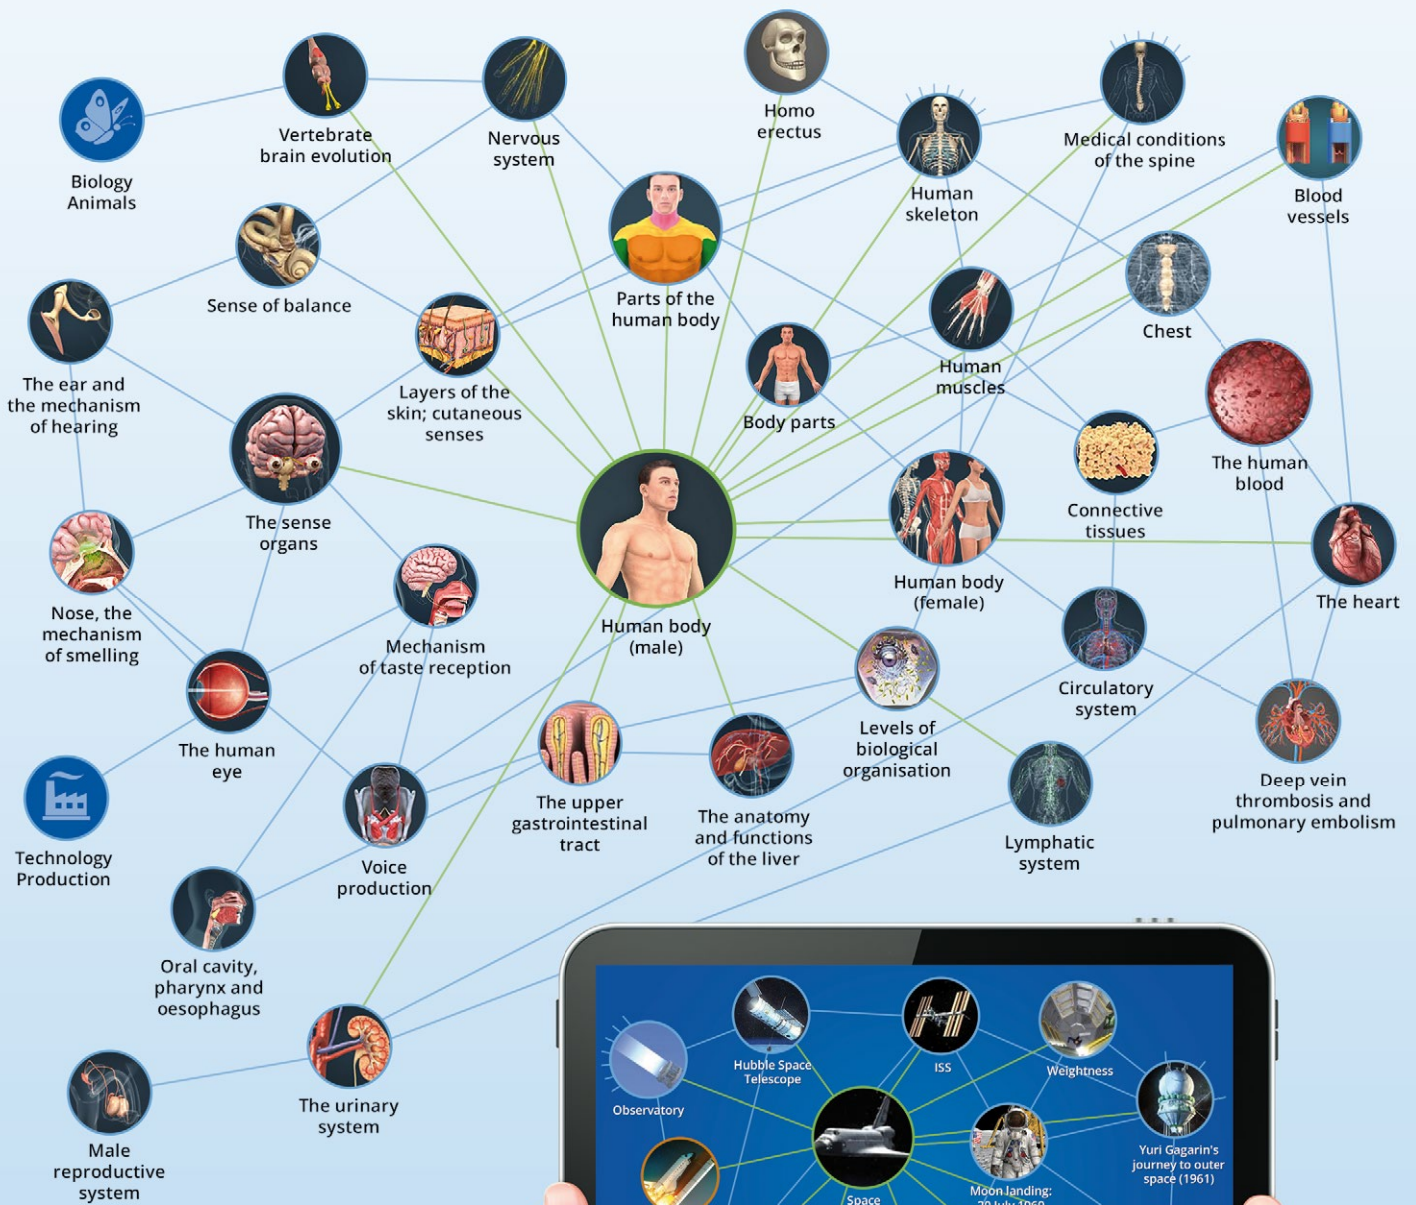 Homo
erectus
Vertebrate
brain evolution
Nervous
system
Medical conditions
of the spine
Biology
Animals
Human
skeleton
Blood
vessels
Sense of balance
Parts of the
human body
Chest
The ear and
the mechanism
of hearing
Layers of the
skin; cutaneous
senses
Human
muscles
Body parts
The human
blood
The sense
organs
Connective
tissues
Human body
(female)
The heart
Nose, the
mechanism
of smelling
Human body
(male)
Mechanism
of taste reception
Circulatory
system
Levels of
biological
organisation
The human
eye
Deep vein
thrombosis and
pulmonary embolism
The upper
gastrointestinal
tract
The anatomy
and functions
of the liver
Lymphatic
system
Technology
Production
Voice
production
Oral cavity,
pharynx and
oesophagus
The urinary
system
Male
reproductive
system
Hubble Space
Telescope
ISS
Weightness
Observatory
Yuri Gagarin's
journey to outer
space (1961)
Space
Moon landing:
20 July 1969